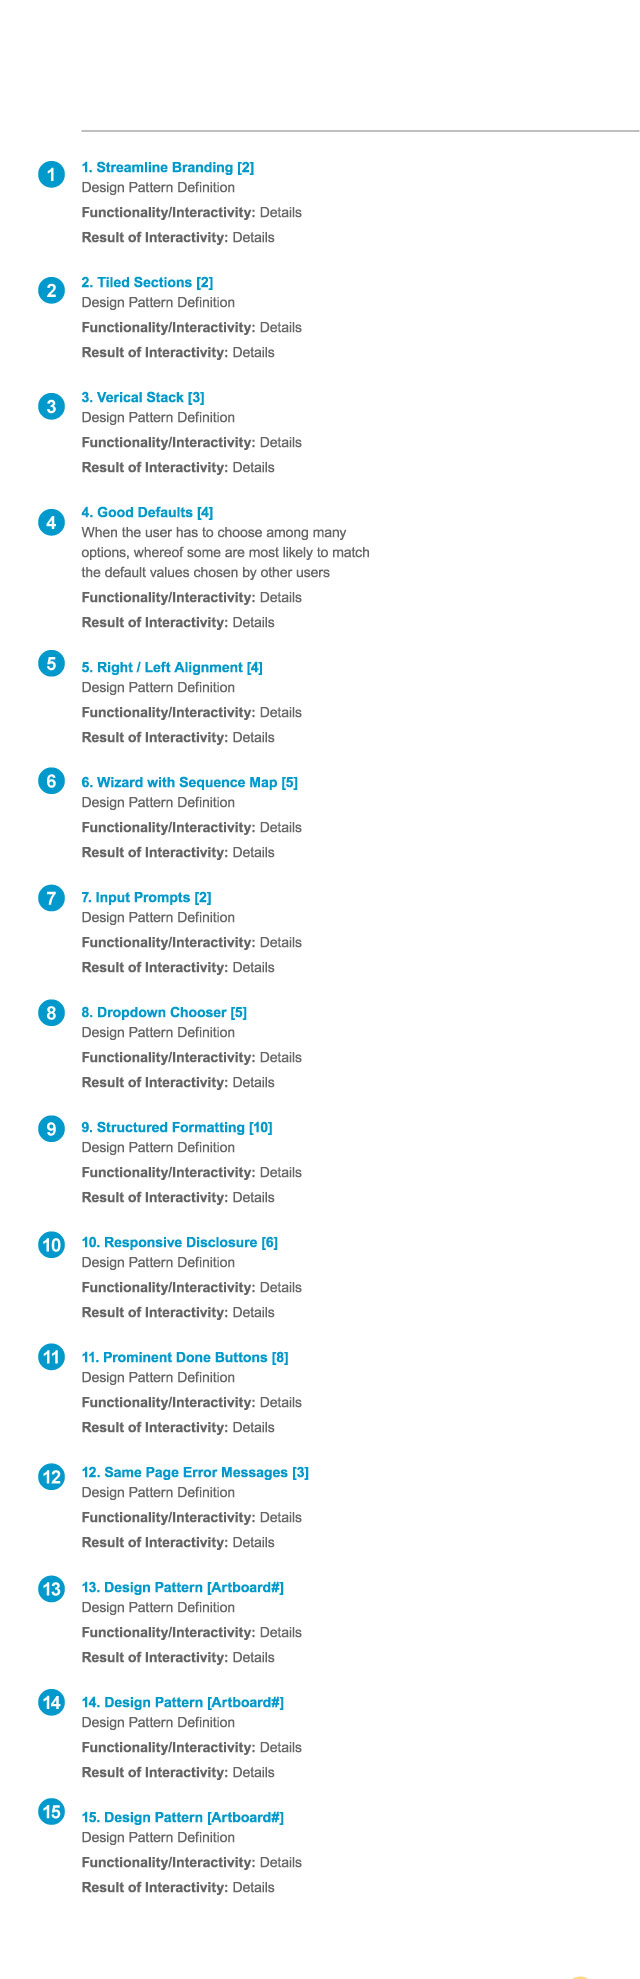 1
1. Streamline Branding [2]
Design Pattern Definition
Functionality/Interactivity: Details
Result of Interactivity: Details
2
2. Tiled Sections [2]
Design Pattern Definition
Functionality/Interactivity: Details
Result of Interactivity: Details
3
3. Verical Stack [3]
Design Pattern Definition
Functionality/Interactivity: Details
Result of Interactivity: Details
4
4. Good Defaults [4]
When the user has to choose among many
options, whereof some are most likely to match
the default values chosen by other users
Functionality/Interactivity: Details
Result of Interactivity: Details
5
5. Right / Left Alignment [4]
Design Pattern Definition
Functionality/Interactivity: Details
Result of Interactivity: Details
6
6. Wizard with Sequence Map [5]
Design Pattern Definition
Functionality/Interactivity: Details
Result of Interactivity: Details
7
7. Input Prompts [2]
Design Pattern Definition
Functionality/Interactivity: Details
Result of Interactivity: Details
8
8. Dropdown Chooser [5]
Design Pattern Definition
Functionality/Interactivity: Details
Result of Interactivity: Details
9
9. Structured Formatting [10]
Design Pattern Definition
Functionality/Interactivity: Details
Result of Interactivity: Details
10
10. Responsive Disclosure [6]
Design Pattern Definition
Functionality/Interactivity: Details
Result of Interactivity: Details
11
11. Prominent Done Buttons [8]
Design Pattern Definition
Functionality/Interactivity: Details
Result of Interactivity: Details
12
12. Same Page Error Messages [3]
Design Pattern Definition
Functionality/Interactivity: Details
Result of Interactivity: Details
13
13. Design Pattern [Artboard#]
Design Pattern Definition
Functionality/Interactivity: Details
Result of Interactivity: Details
14
14. Design Pattern [Artboard#]
Design Pattern Definition
Functionality/Interactivity: Details
Result of Interactivity: Details
15
15. Design Pattern [Artboard#]
Design Pattern Definition
Functionality/Interactivity: Details
Result of Interactivity: Details